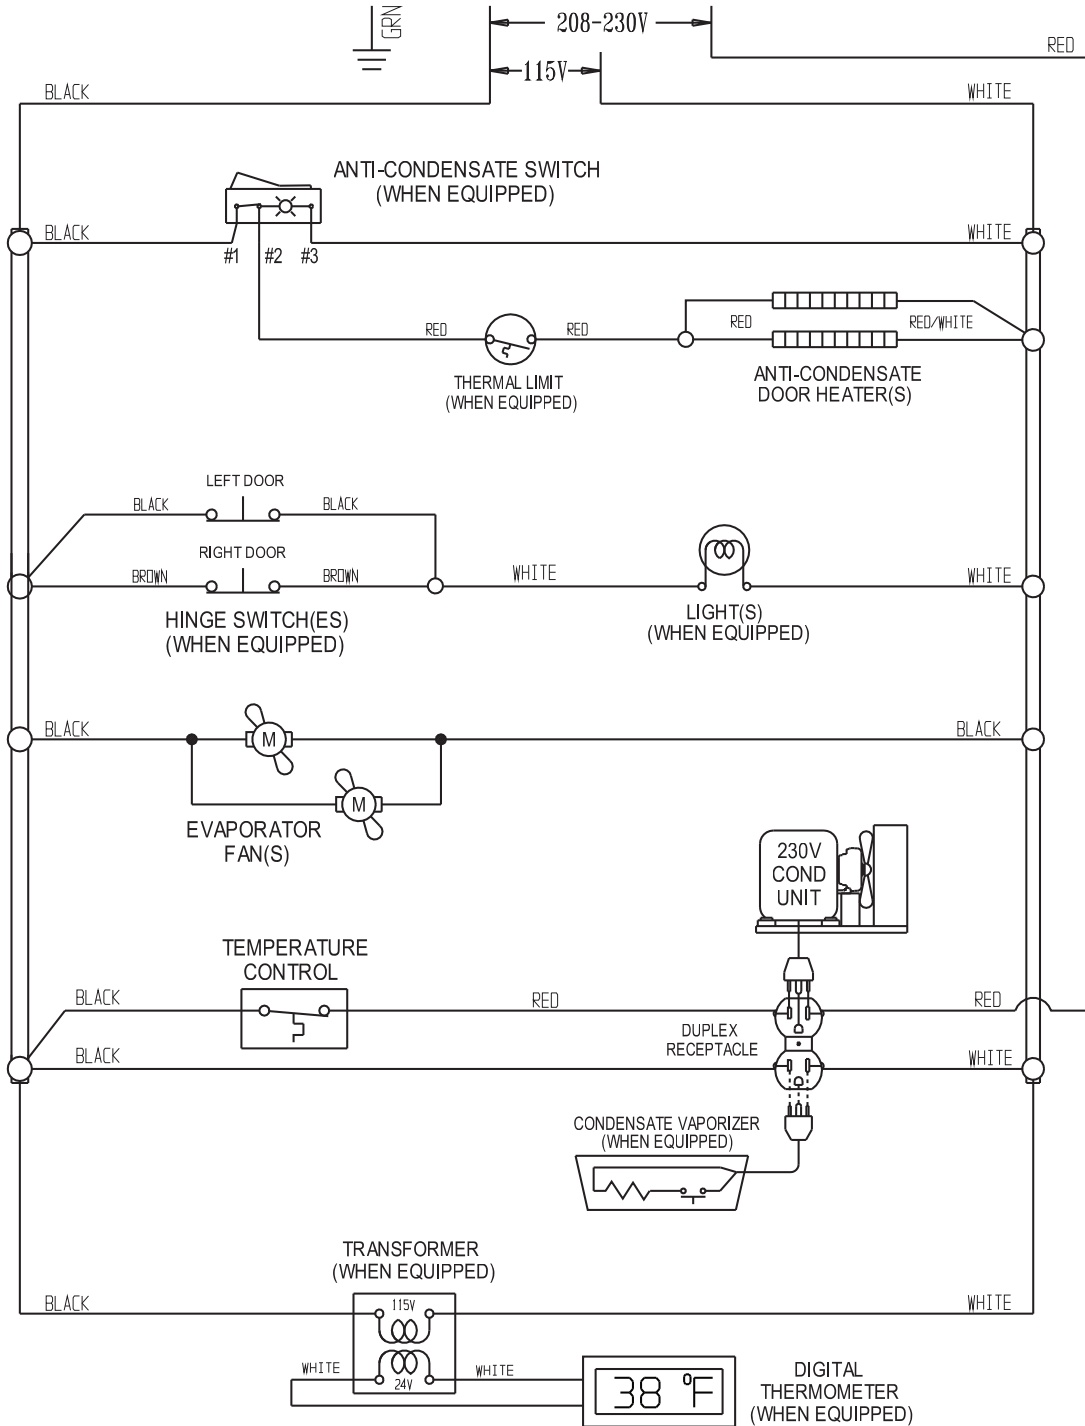 GRN
208-230V
RED
115V
BLACK
WHITE
ANTI-CONDENSATE SWITCH
(WHEN EQUIPPED)
BLACK
WHITE
#1
#2
#3
RED
RED
RED
RED/WHITE
THERMAL LIMIT
(WHEN EQUIPPED)
ANTI-CONDENSATE
DOOR HEATER(S)
LEFT DOOR
BLACK
BLACK
RIGHT DOOR
BROWN
BROWN
WHITE
WHITE
HINGE SWITCH(ES)
(WHEN EQUIPPED)
LIGHT(S)
(WHEN EQUIPPED)
BLACK
M
BLACK
M
EVAPORATOR
FAN(S)
230V
COND
UNIT
TEMPERATURE
CONTROL
BLACK
RED
RED
DUPLEX
RECEPTACLE
BLACK
WHITE
CONDENSATE VAPORIZER
(WHEN EQUIPPED)
TRANSFORMER
(WHEN EQUIPPED)
BLACK
115V
WHITE
WHITE
24V
WHITE
38 °F
DIGITAL
THERMOMETER
(WHEN EQUIPPED)